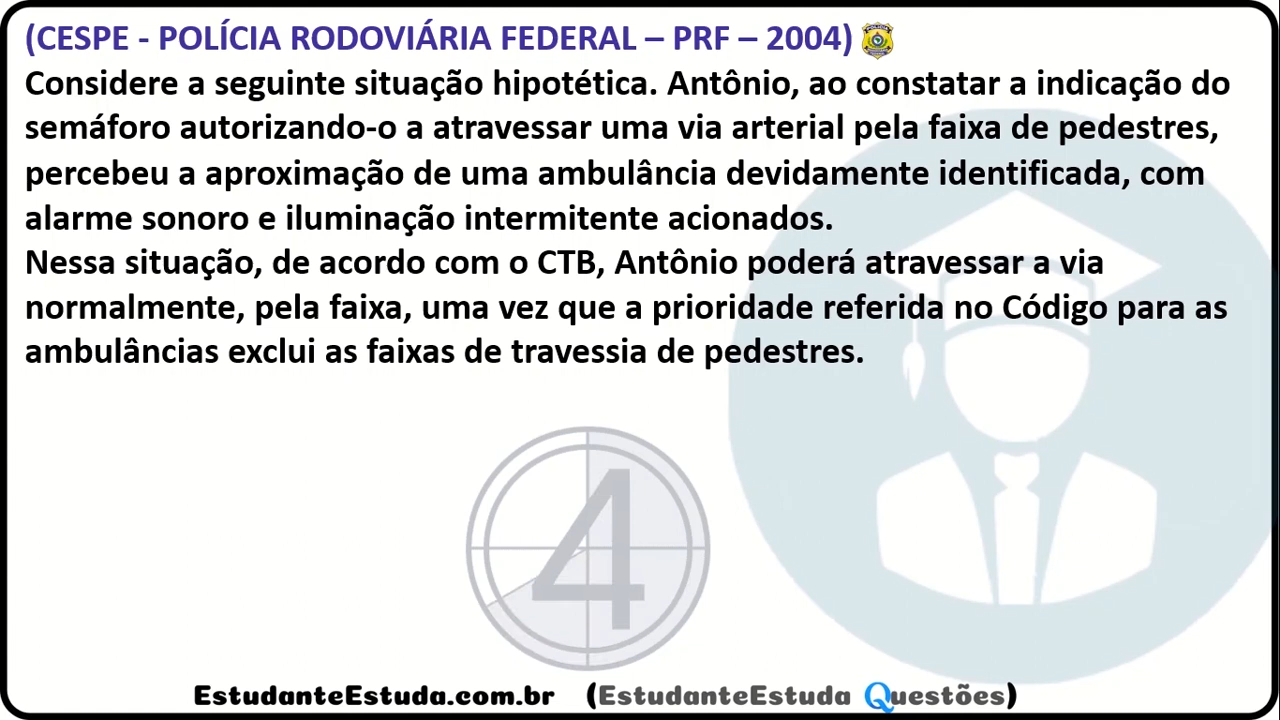 (CESPE - POLÍCIA RODOVIÁRIA FEDERAL – PRF – 2004)
Considere a seguinte situação hipotética. Antônio, ao constatar a indicação do
semáforo autorizando-o a atravessar uma via arterial pela faixa de pedestres,
percebeu a aproximação de uma ambulância devidamente identificada, com
alarme sonoro e iluminação intermitente acionados.
Nessa situação, de acordo com o CTB, Antônio poderá atravessar a via
normalmente, pela faixa, uma vez que a prioridade referida no Código para as
ambulâncias exclui as faixas de travessia de pedestres.
4
EstudanteEstuda.com.br (EstudanteEstuda Questões)